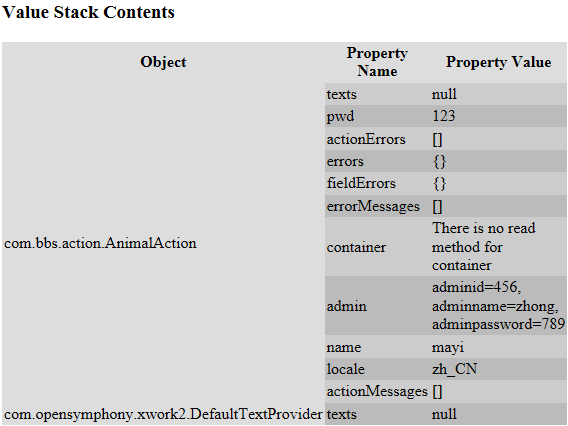 Value Stack Contents
Object Property Name Property Value
com.bbs.action.AnimalAction
texts null
pwd 123
actionErrors []
errors {}
fieldErrors {}
errorMessages []
container There is no read
method for
container
admin adminid=456,
adminname=zhong,
adminpassword=789
name mayi
locale zh_CN
actionMessages []
com.opensymphony.xwork2.DefaultTextProvider texts null